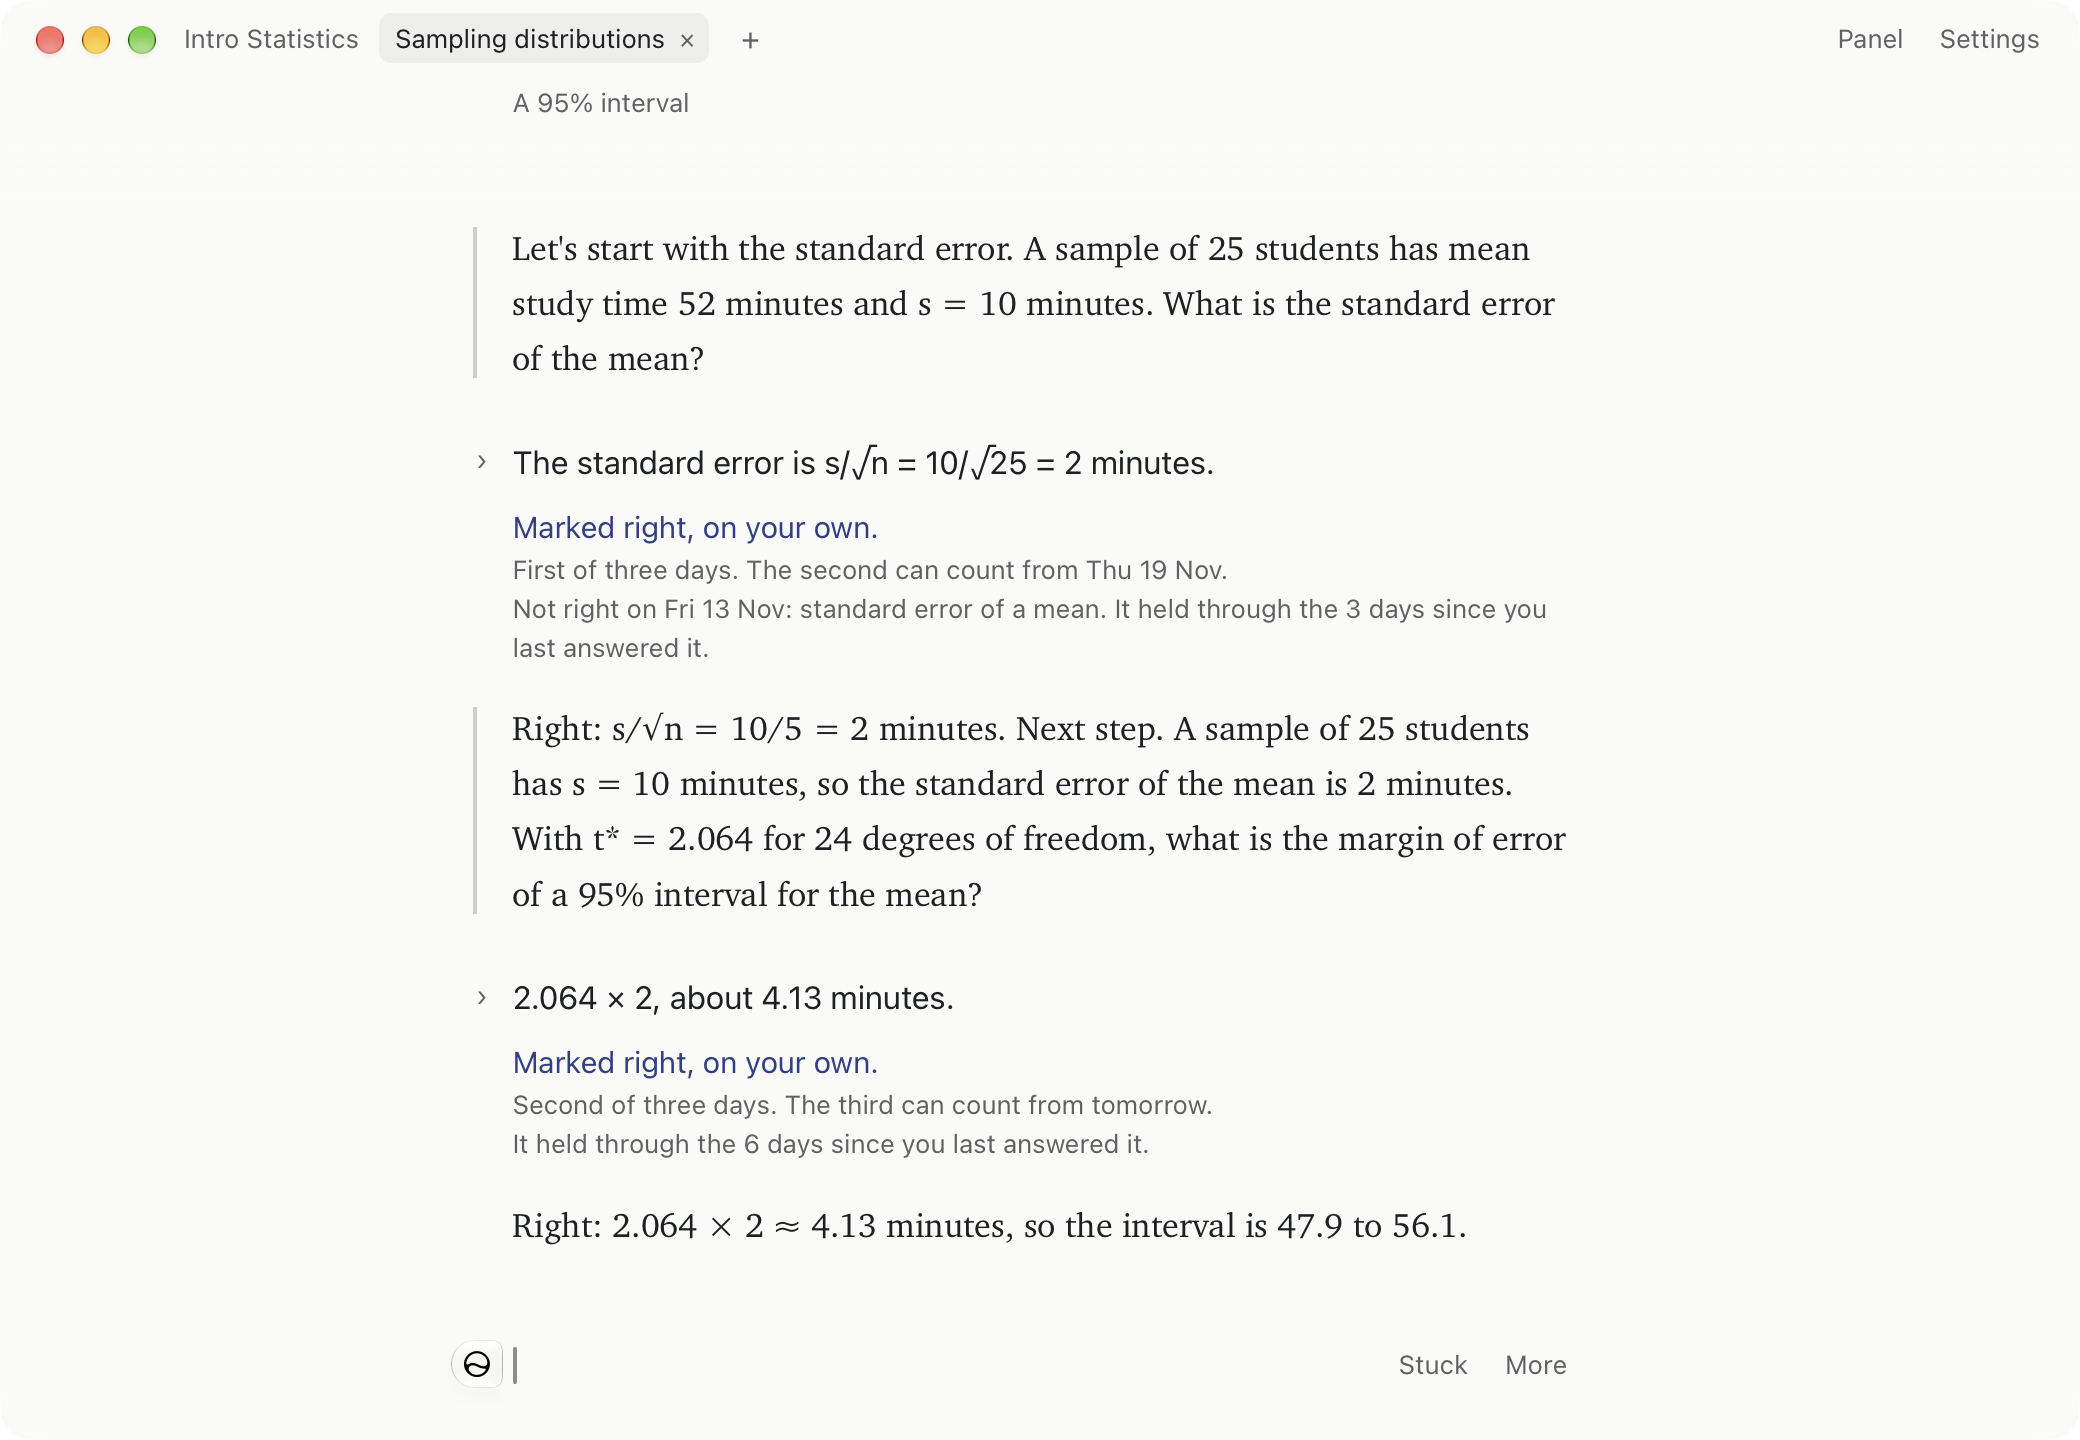 Intro Statistics
Sampling distributions ×
+
Panel
Settings
A 95% interval
Let's start with the standard error. A sample of 25 students has mean
study time 52 minutes and s = 10 minutes. What is the standard error
of the mean?
› The standard error is s/√n = 10/√25 = 2 minutes.
Marked right, on your own.
First of three days. The second can count from Thu 19 Nov.
Not right on Fri 13 Nov: standard error of a mean. It held through the 3 days since you
last answered it.
Right: s/√n = 10/5 = 2 minutes. Next step. A sample of 25 students
has s = 10 minutes, so the standard error of the mean is 2 minutes.
With t* = 2.064 for 24 degrees of freedom, what is the margin of error
of a 95% interval for the mean?
› 2.064 × 2, about 4.13 minutes.
Marked right, on your own.
Second of three days. The third can count from tomorrow.
It held through the 6 days since you last answered it.
Right: 2.064 × 2 ≈ 4.13 minutes, so the interval is 47.9 to 56.1.
Stuck
More